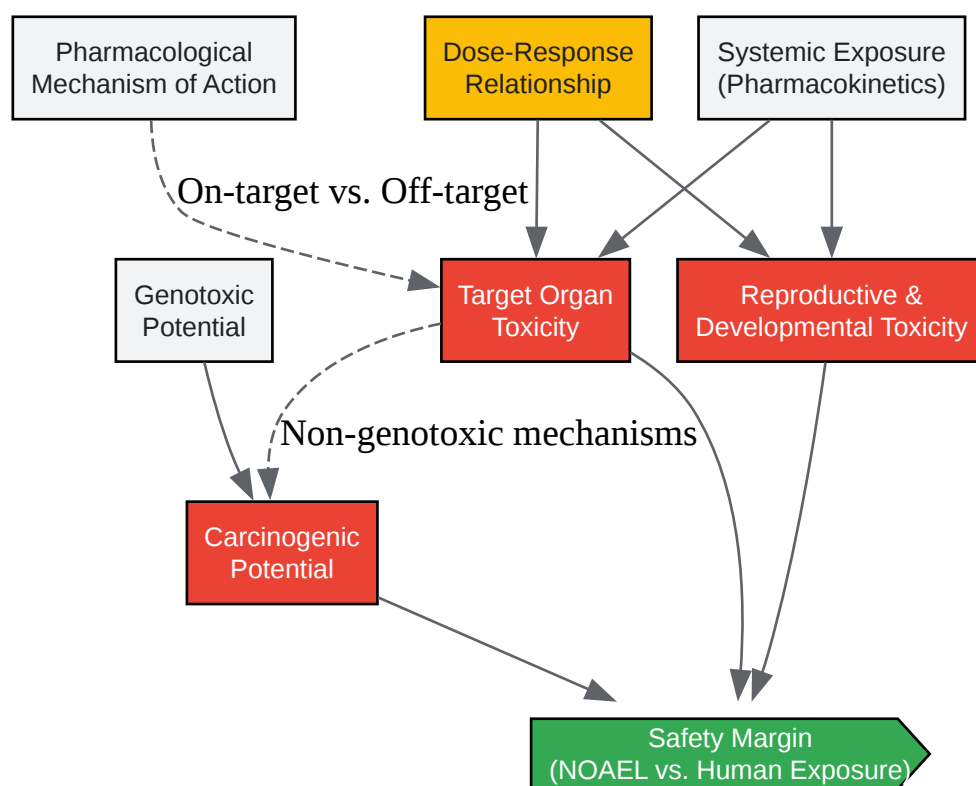 Pharmacological
Mechanism of Action
Dose-Response
Relationship
Systemic Exposure
(Pharmacokinetics)
On-target vs. Off-target
Genotoxic
Potential
Target Organ
Toxicity
Reproductive &
Developmental Toxicity
Non-genotoxic mechanisms
Carcinogenic
Potential
Safety Margin
(NOAEL vs. Human Exposure)